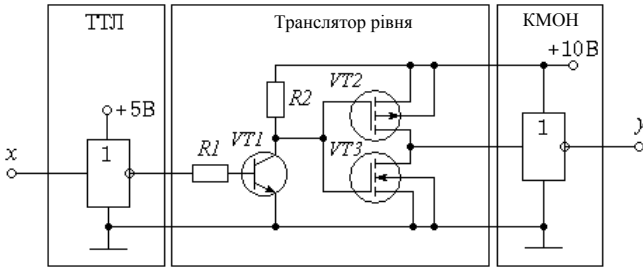 ТТЛ
Транслятор рівня
КМОН
+10В
VT2
+5В
R2
1
VT1
1
y
x
R1
VT3